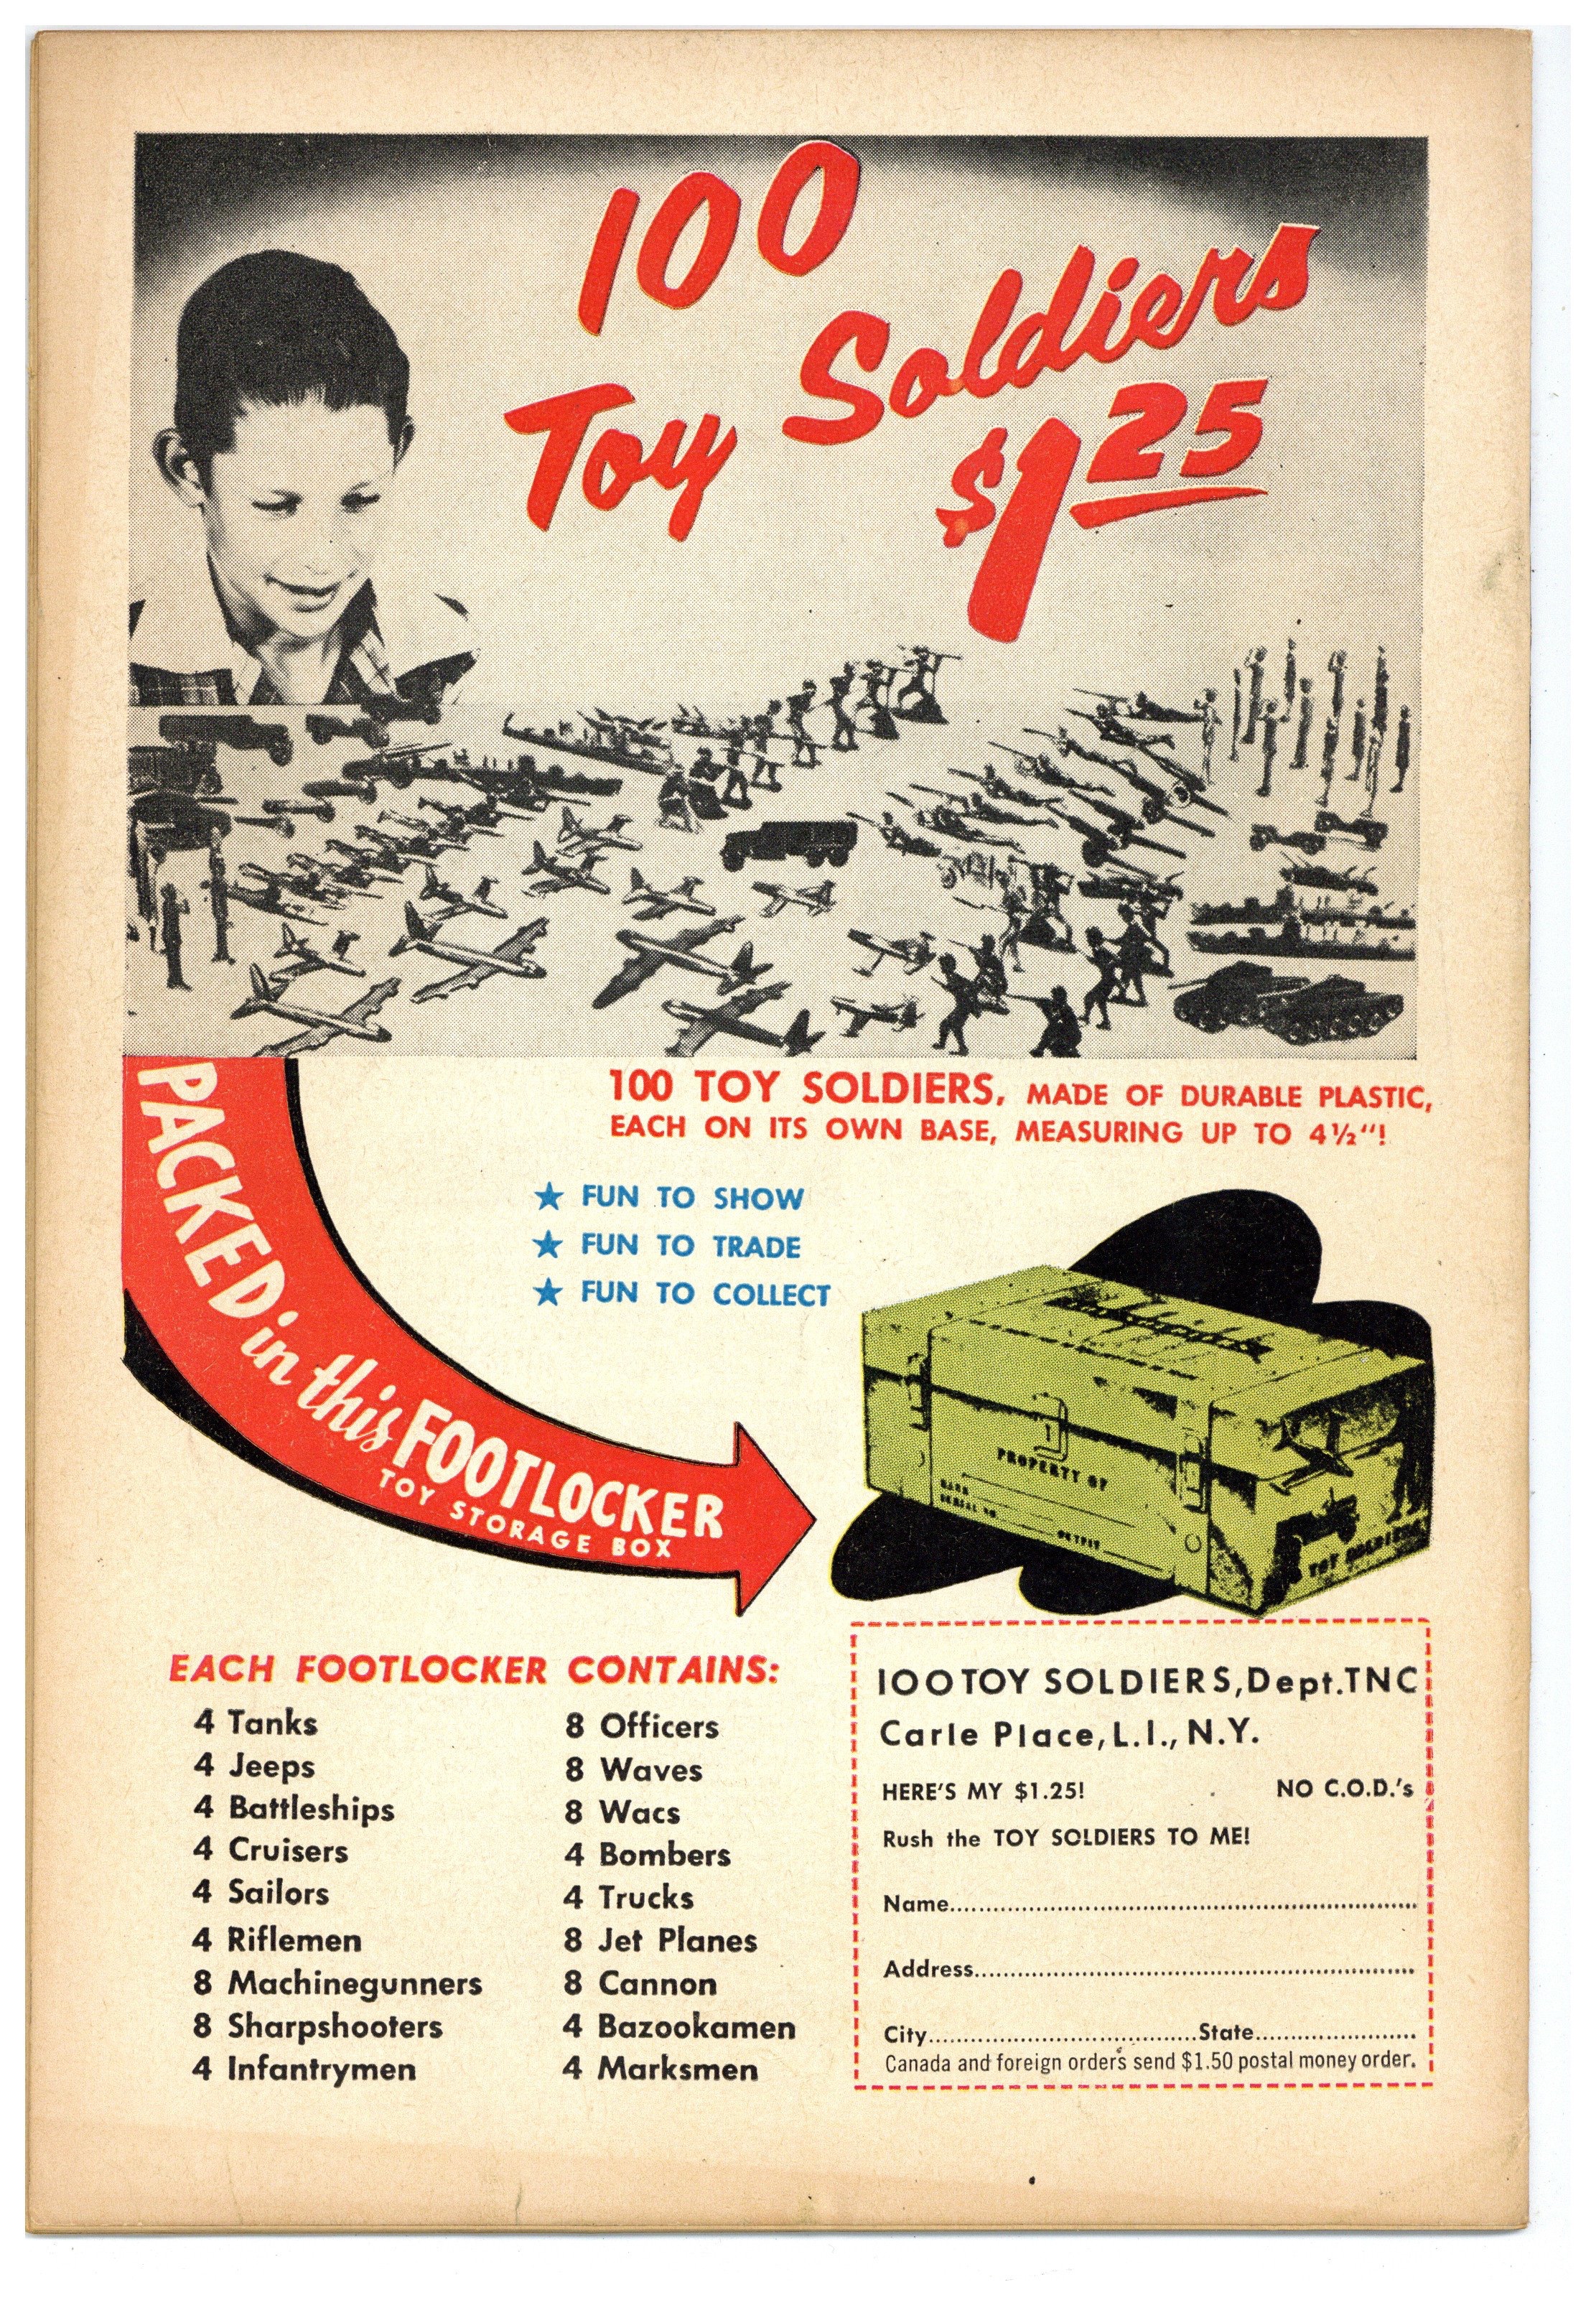 100
Toy Soldiers
$1 25
100 TOY SOLDIERS, MADE OF DURABLE PLASTIC,
EACH ON ITS OWN BASE, MEASURING UP TO 4½"!
PACKED in this FOOTLOCKER
TOY STORAGE BOX
★ FUN TO SHOW
★ FUN TO TRADE
★ FUN TO COLLECT
PROPERTY OF
SERIAL NO.
TOY SOLDIERS
EACH FOOTLOCKER CONTAINS:
4 Tanks
4 Jeeps
4 Battleships
4 Cruisers
4 Sailors
4 Riflemen
8 Machinegunners
8 Sharpshooters
4 Infantrymen
8 Officers
8 Waves
8 Wacs
4 Bombers
4 Trucks
8 Jet Planes
8 Cannon
4 Bazookamen
4 Marksmen
100 TOY SOLDIERS, Dept. TNC
Carle Place, L.I., N.Y.
HERE'S MY $1.25! NO C.O.D.'s
Rush the TOY SOLDIERS TO ME!
Name
Address
City State
Canada and foreign orders send $1.50 postal money order.